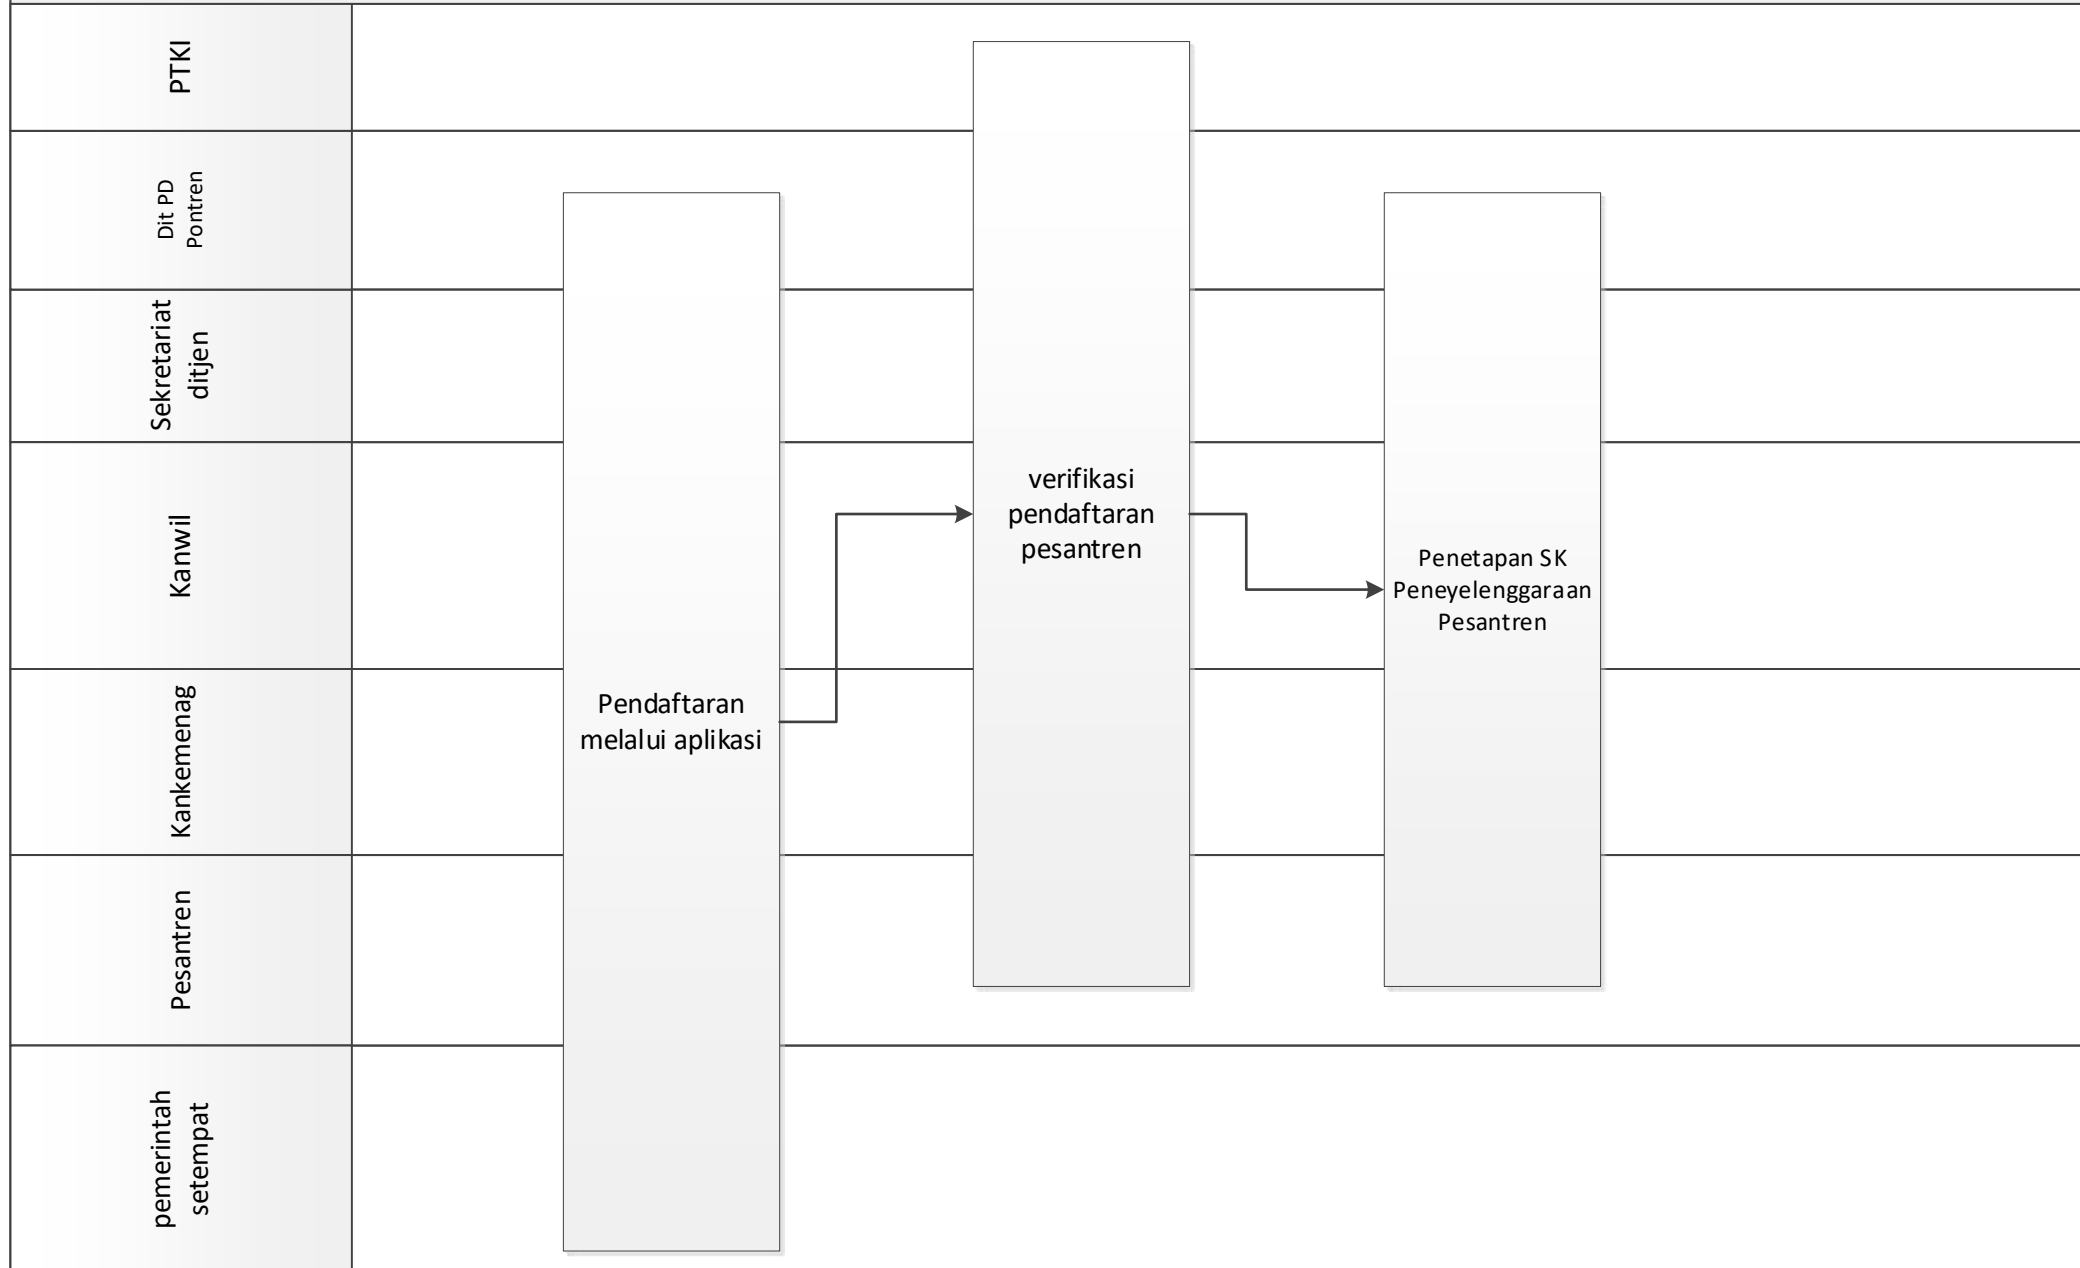 PTKI
Dit PD
Pontren
Sekretariat
ditjen
Kanwil
Kankemenag
Pesantren
pemerintah
setempat
Pendaftaran
melalui aplikasi
verifikasi
pendaftaran
pesantren
Penetapan SK
Peneyelenggaraan
Pesantren